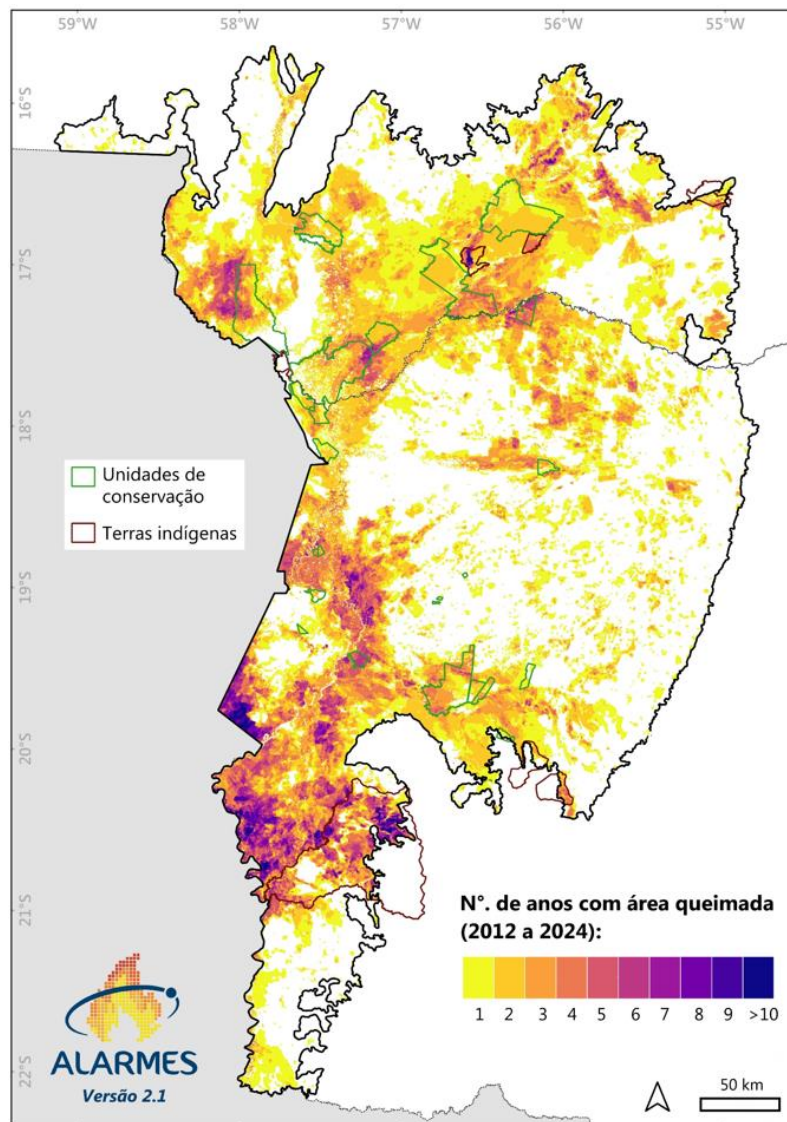 59°W 58°W 57°W 56°W 55°W
16°S
17°S
18°S
Unidades de
conservação
Terras indígenas
19°S
20°S
21°S
22°S
N°. de anos com área queimada
(2012 a 2024):
1 2 3 4 5 6 7 8 9 >10
ALARMES
Versão 2.1
50 km